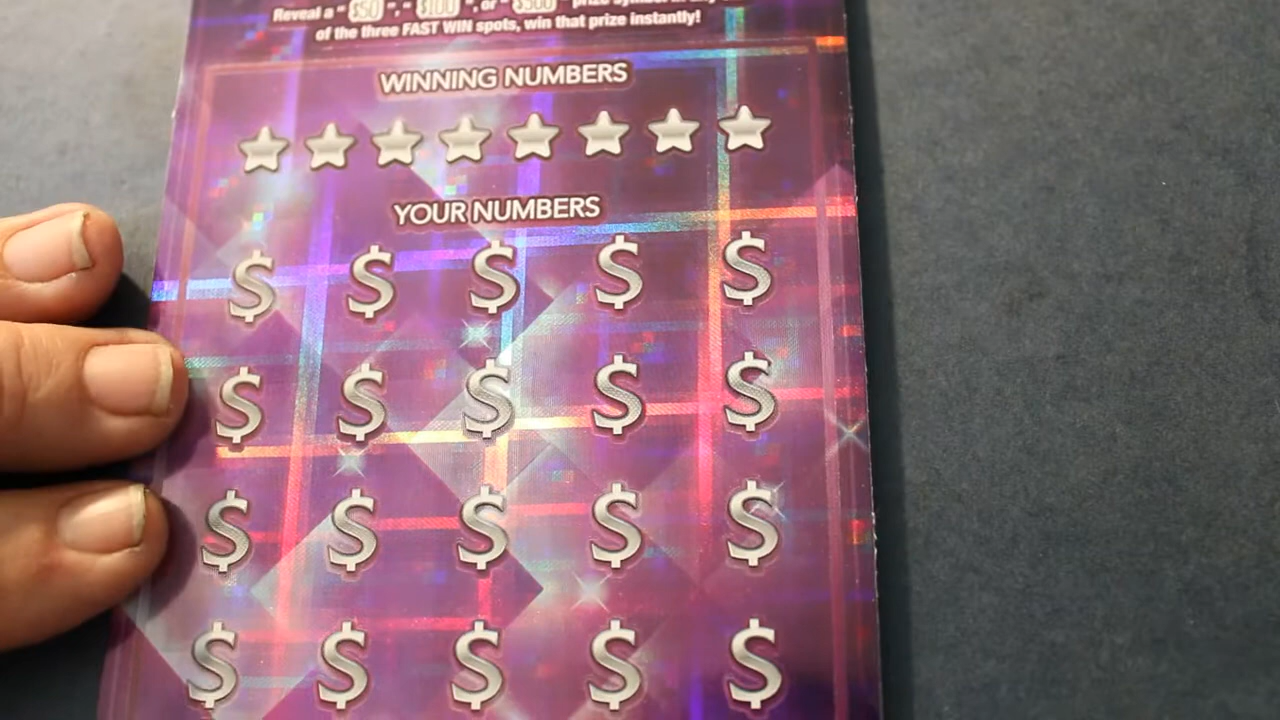 Reveal a " $50 ", " $100 ", or " $500 " prize symbol in any
of the three FAST WIN spots, win that prize instantly!
WINNING NUMBERS
YOUR NUMBERS
$ $ $ $ $
$ $ $ $ $
$ $ $ $ $
$ $ $ $ $